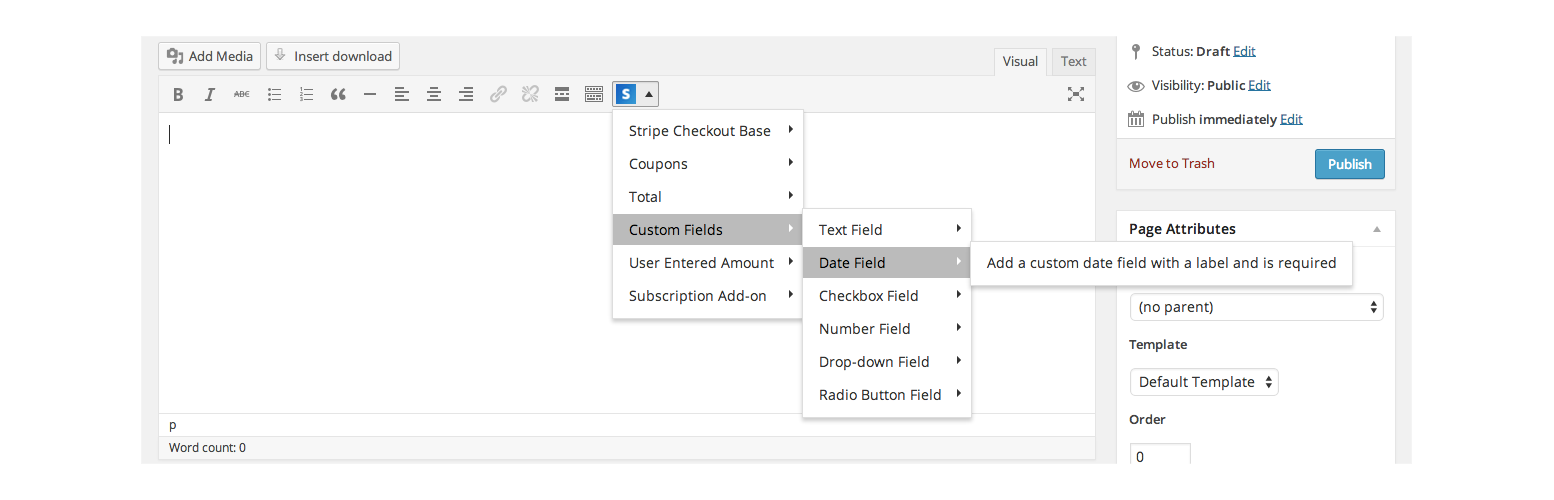 Add Media
Insert download
Visual
Text
B I ABC
S
Stripe Checkout Base
Coupons
Total
Custom Fields
User Entered Amount
Subscription Add-on
Text Field
Date Field
Checkbox Field
Number Field
Drop-down Field
Radio Button Field
Add a custom date field with a label and is required
p
Word count: 0
Status: Draft Edit
Visibility: Public Edit
Publish immediately Edit
Move to Trash
Publish
Page Attributes
(no parent)
Template
Default Template
Order
0